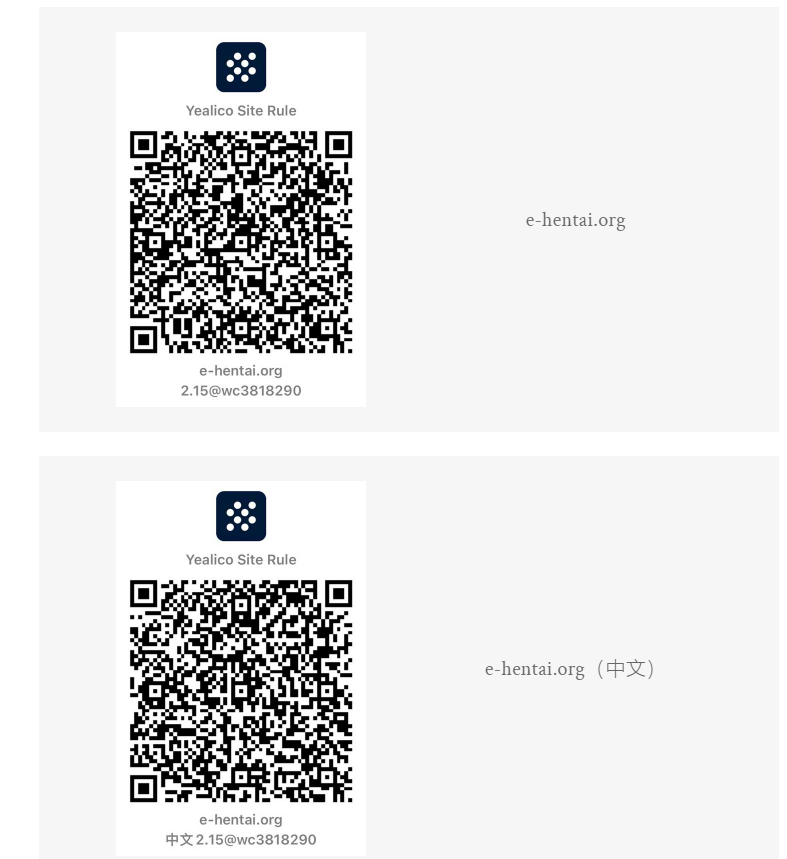 Yealico Site Rule
e-hentai.org
2.15@wc3818290
e-hentai.org
Yealico Site Rule
e-hentai.org
中文2.15@wc3818290
e-hentai.org（中文）